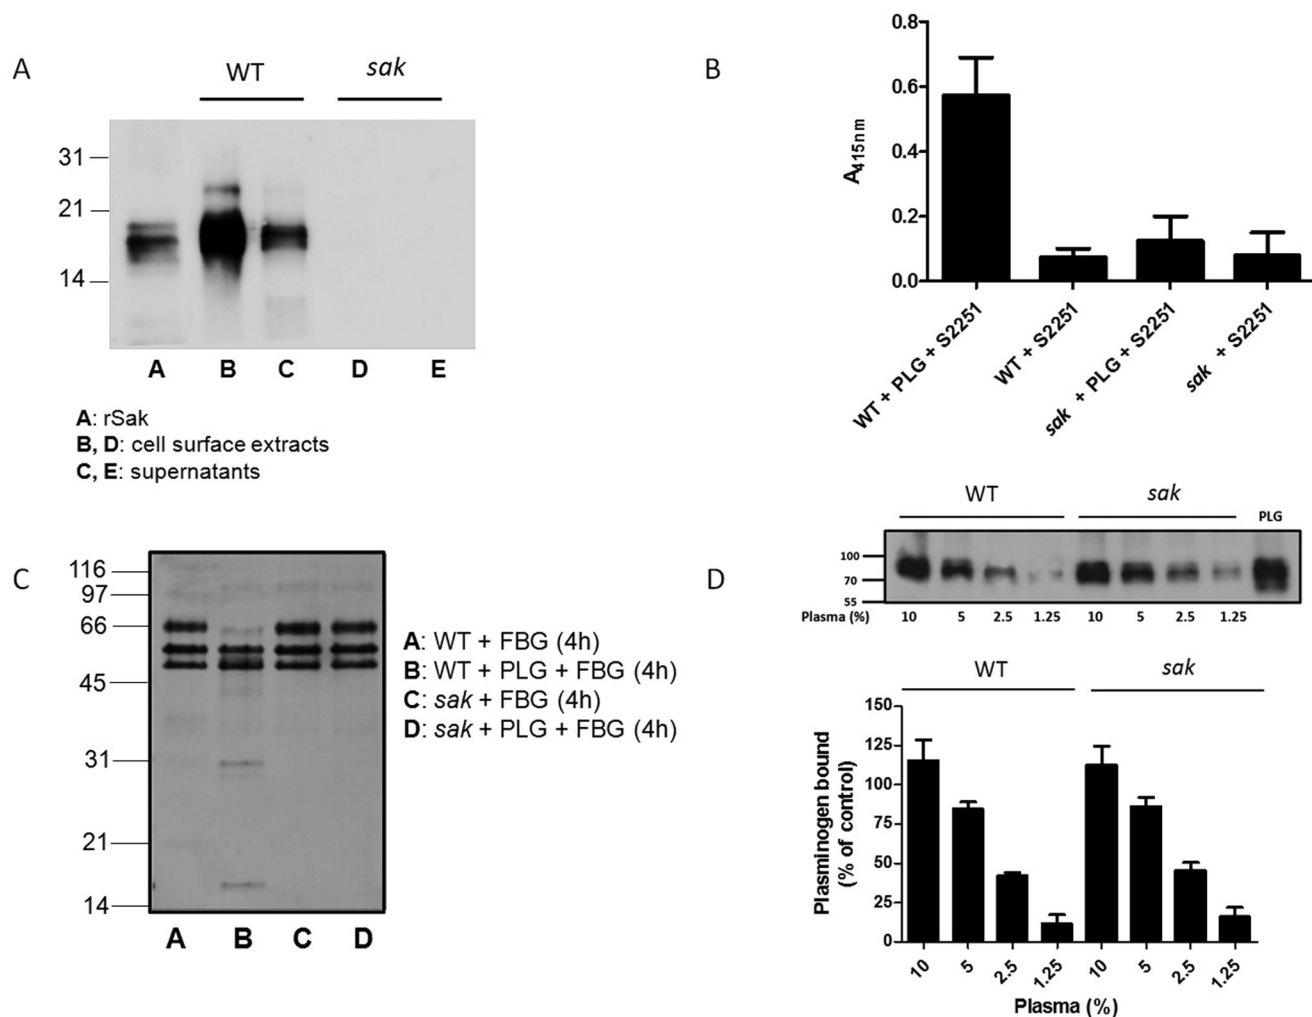 A
WT
sak
31
21
14
A B C D E
A: rSak
B, D: cell surface extracts
C, E: supernatants
B
0.8
0.6
0.4
0.2
0.0
A415nm
WT + PLG + S2251
WT + S2251
sak + PLG + S2251
sak + S2251
C
116
97
66
45
31
21
14
A B C D
A: WT + FBG (4h)
B: WT + PLG + FBG (4h)
C: sak + FBG (4h)
D: sak + PLG + FBG (4h)
D
WT
sak
PLG
100
70
55
Plasma (%) 10 5 2.5 1.25 10 5 2.5 1.25
WT
sak
150
125
100
75
50
25
0
Plasminogen bound
(% of control)
10 5 2.5 1.25 10 5 2.5 1.25
Plasma (%)